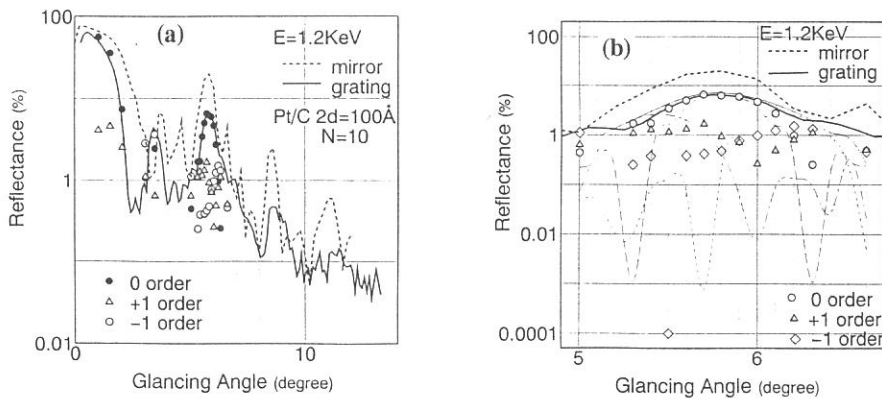 (a)
E=1.2KeV
mirror
grating
Pt/C 2d=100Å
N=10
0 order
+1 order
−1 order
100
1
0.01
0
10
Reflectance (%)
Glancing Angle (degree)
(b)
E=1.2KeV
mirror
grating
0 order
+1 order
−1 order
100
1
0.01
0.0001
5
6
Reflectance (%)
Glancing Angle (degree)